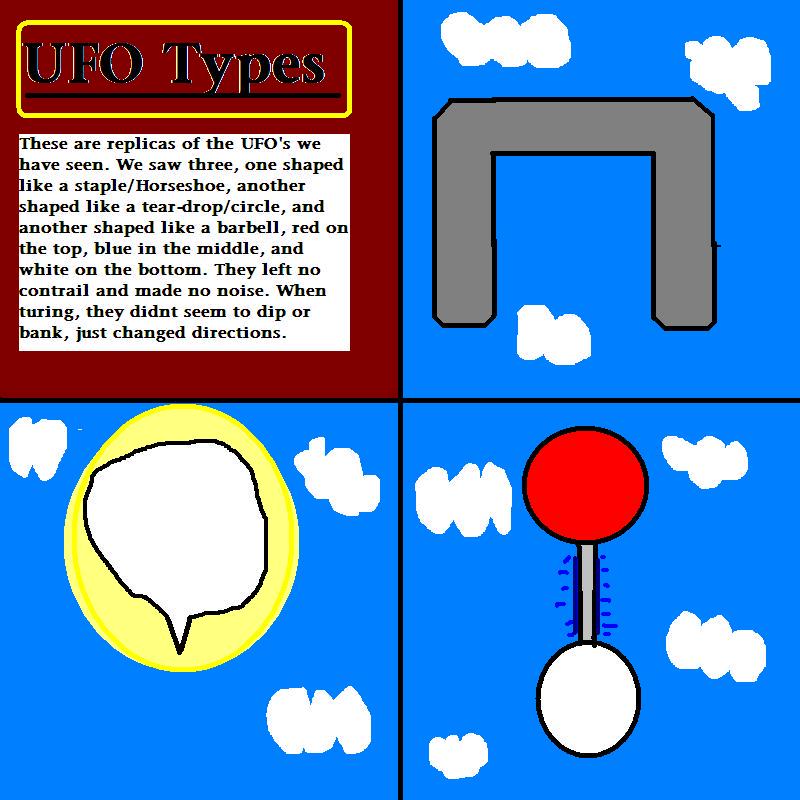 UFO Types
These are replicas of the UFO's we
have seen. We saw three, one shaped
like a staple/Horseshoe, another
shaped like a tear-drop/circle, and
another shaped like a barbell, red on
the top, blue in the middle, and
white on the bottom. They left no
contrail and made no noise. When
turing, they didnt seem to dip or
bank, just changed directions.